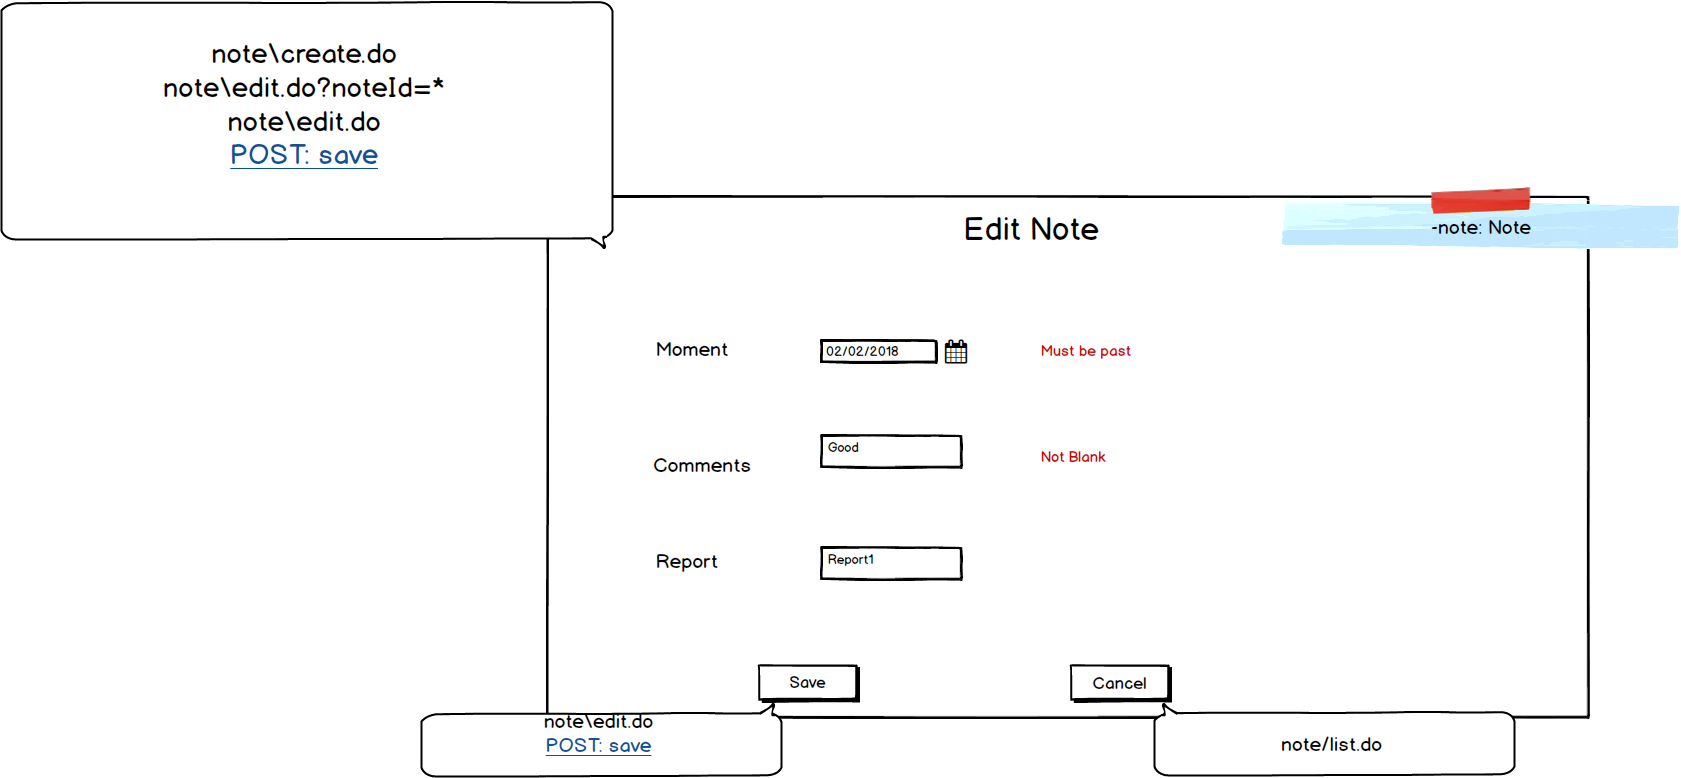 note\create.do
note\edit.do?noteId=*
note\edit.do
POST: save
Edit Note
-note: Note
Moment
02/02/2018
Must be past
Comments
Good
Not Blank
Report
Report1
Save
Cancel
note\edit.do
POST: save
note/list.do